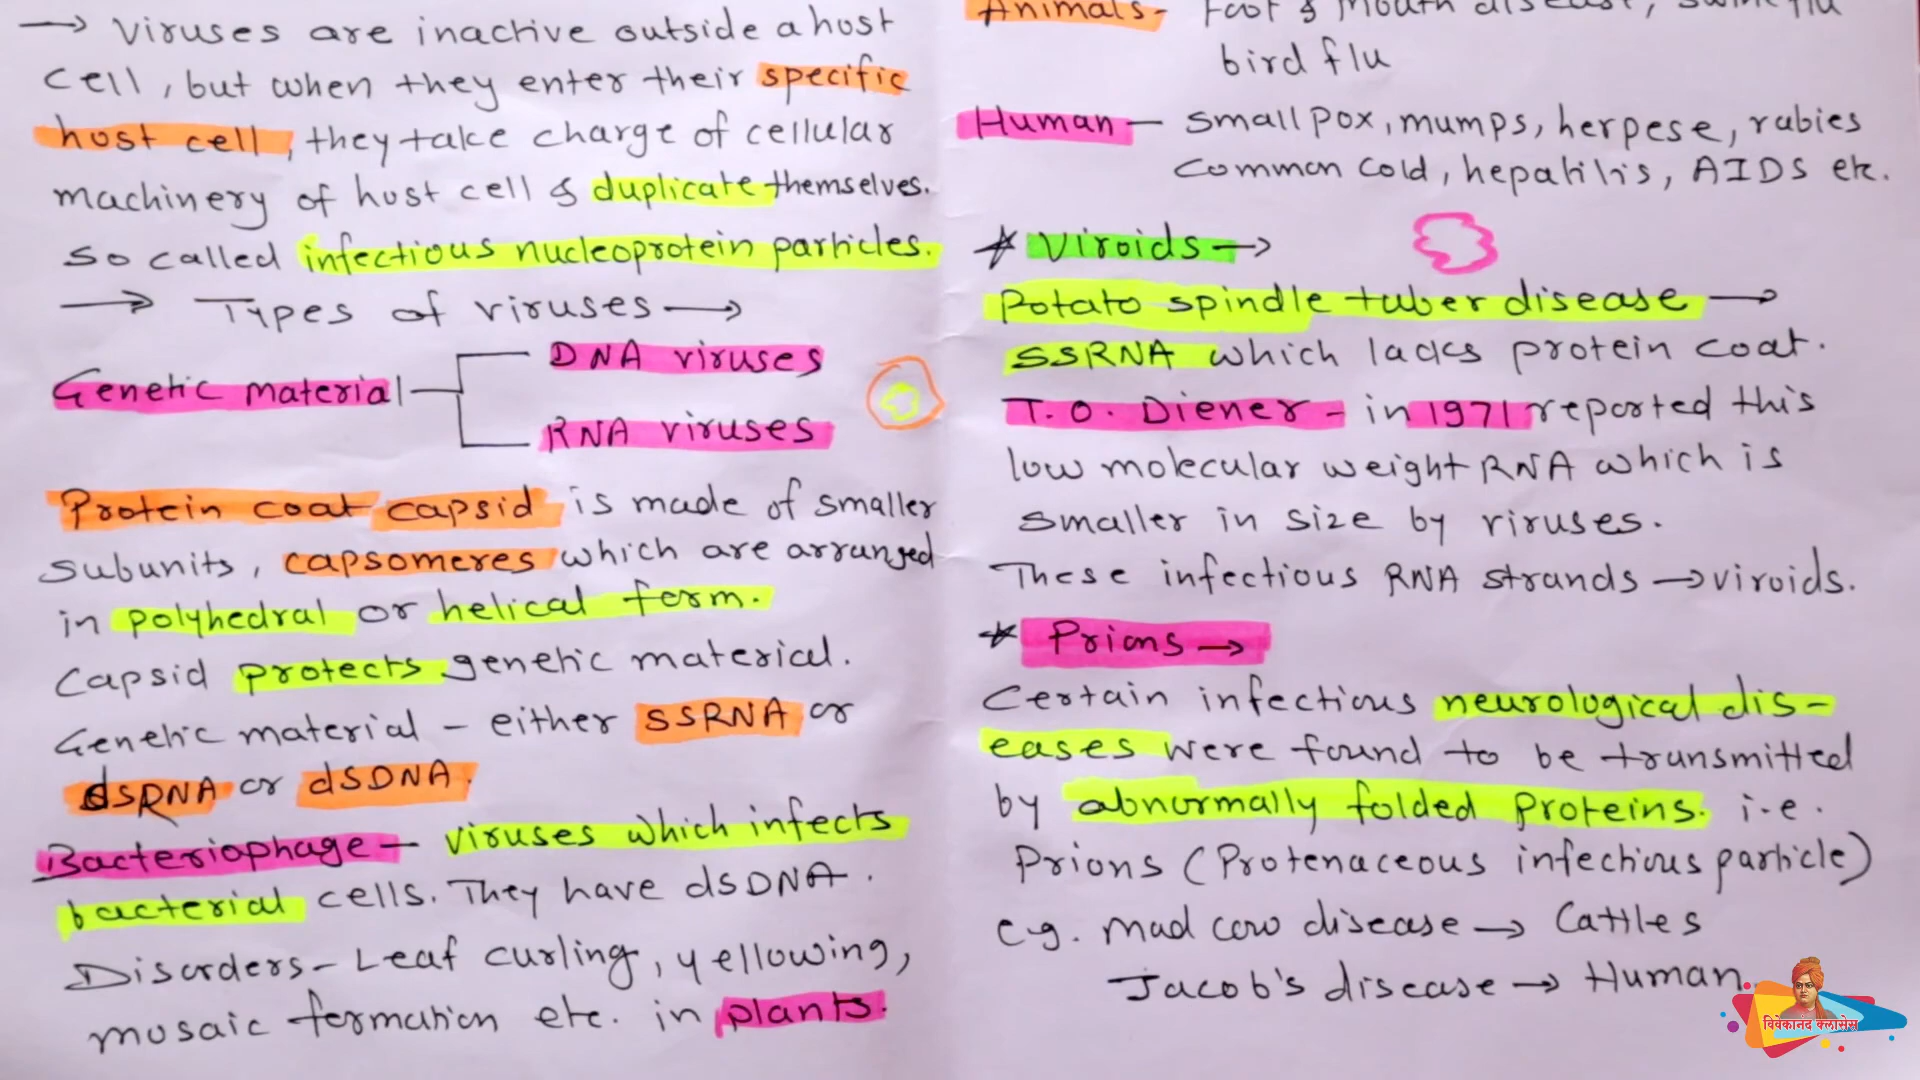 → Viruses are inactive outside a host
cell, but when they enter their specific
host cell, they take charge of cellular
machinery of host cell & duplicate themselves.
So called infectious nucleoprotein particles.
→ Types of viruses →
Genetic material
DNA viruses
RNA viruses
Protein coat capsid is made of smaller
subunits, capsomeres which are arranged
in polyhedral or helical form.
Capsid protects genetic material.
Genetic material - either SSRNA or
dSRNA or dSDNA.
Bacteriophage - viruses which infects
bacterial cells. They have dSDNA.
Disorders - Leaf curling, yellowing,
mosaic formation etc. in plants.
Animals - Foot & Mouth disease, swine flu
bird flu
Human - Small pox, mumps, herpese, rabies
Common cold, hepatitis, AIDS etc.
* Viroids →
Potato spindle tuber disease →
SSRNA which lacks protein coat.
T. O. Diener - in 1971 reported this
low molecular weight RNA which is
smaller in size by viruses.
These infectious RNA strands → viroids.
* Prions →
Certain infectious neurological dis-
eases were found to be transmitted
by abnormally folded proteins. i.e.
Prions (Protenaceous infectious particle)
e.g. Mad cow disease → Cattles
Jacob's disease → Human.
विवेकानंद क्लासेस